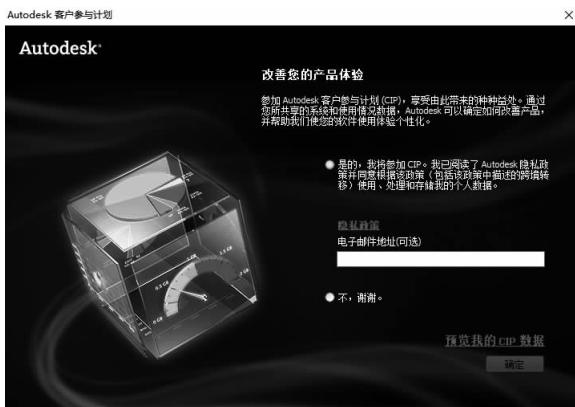 Autodesk 客户参与计划
Autodesk
改善您的产品体验
参加 Autodesk 客户参与计划 (CIP)，享受由此带来的种种益处。通过
您所共享的系统和使用情况数据，Autodesk 可以确定如何改善产品，
并帮助我们使您的软件使用体验个性化。
是的，我将参加 CIP。我已阅读了 Autodesk 隐私政
策并同意根据该政策（包括该政策中描述的跨境转
移）使用、处理和存储我的个人数据。
隐私政策
电子邮件地址(可选)
不，谢谢。
预览我的 CIP 数据
确定
0.5 GB
1 GB
0 GB